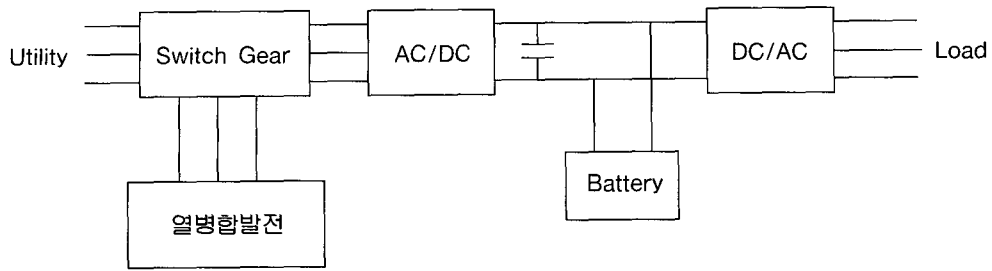 Utility
Switch Gear
AC/DC
DC/AC
Load
Battery
열병합발전